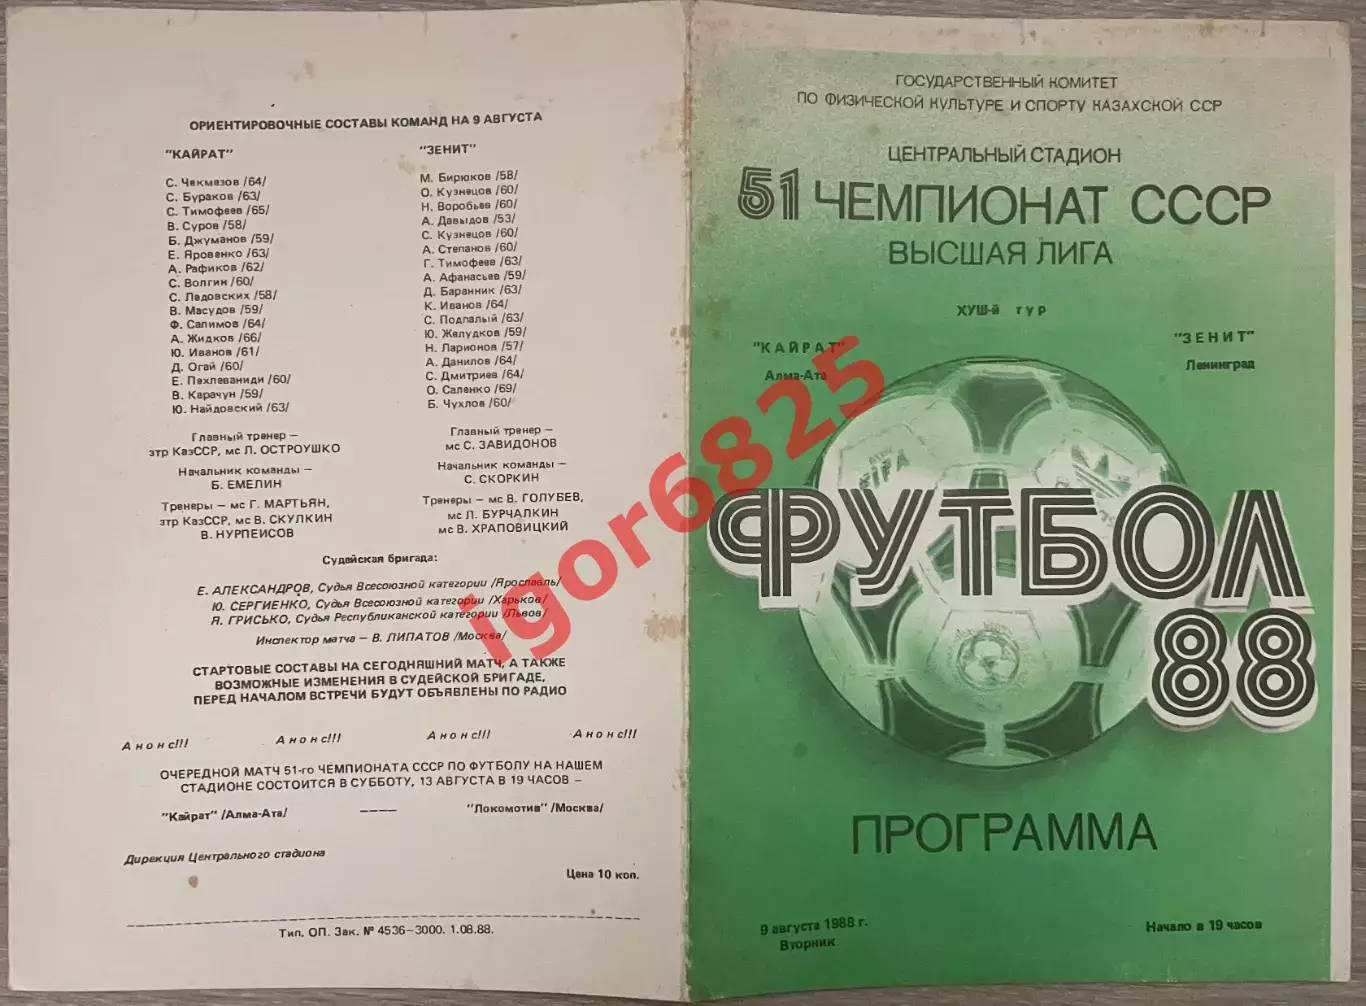 ОРИЕНТИРОВОЧНЫЕ СОСТАВЫ КОМАНД НА 9 АВГУСТА
"КАЙРАТ"
С. Чекмезов /64/
С. Бураков /63/
С. Тимофеев /65/
В. Суров /58/
Б. Джуманов /59/
Е. Яровенко /63/
А. Рафиков /62/
С. Волгин /60/
С. Ледовских /58/
В. Масудов /59/
Ф. Салимов /64/
А. Жидков /66/
Ю. Иванов /61/
Д. Огай /60/
Е. Пехлеваниди /60/
В. Карачун /59/
Ю. Найдовский /63/
Главный тренер –
зтр КазССР, мс Л. ОСТРОУШКО
Начальник команды –
Б. ЕМЕЛИН
Тренеры – мс Г. МАРТЬЯН,
зтр КазССР, мс В. СКУЛКИН
В. НУРПЕИСОВ
"ЗЕНИТ"
М. Бирюков /58/
О. Кузнецов /60/
Н. Воробьев /60/
А. Давыдов /53/
С. Кузнецов /60/
А. Степанов /60/
Г. Тимофеев /63/
А. Афанасьев /59/
Д. Баранник /63/
К. Иванов /64/
С. Подпалый /63/
Ю. Желудков /59/
Н. Ларионов /57/
А. Данилов /64/
С. Дмитриев /64/
О. Саленко /69/
Б. Чухлов /60/
Главный тренер –
мс С. ЗАВИДОНОВ
Начальник команды –
С. СКОРКИН
Тренеры – мс В. ГОЛУБЕВ,
мс Л. БУРЧАЛКИН
мс В. ХРАПОВИЦКИЙ
Судейская бригада:
Е. АЛЕКСАНДРОВ, Судья Всесоюзной категории /Ярославль/
Ю. СЕРГИЕНКО, Судья Всесоюзной категории /Харьков/
Я. ГРИСЬКО, Судья Республиканской категории /Львов/
Инспектор матча – В. ЛИПАТОВ /Москва/
СТАРТОВЫЕ СОСТАВЫ НА СЕГОДНЯШНИЙ МАТЧ, А ТАКЖЕ
ВОЗМОЖНЫЕ ИЗМЕНЕНИЯ В СУДЕЙСКОЙ БРИГАДЕ,
ПЕРЕД НАЧАЛОМ ВСТРЕЧИ БУДУТ ОБЪЯВЛЕНЫ ПО РАДИО
Анонс!!! Анонс!!! Анонс!!! Анонс!!!
ОЧЕРЕДНОЙ МАТЧ 51-го ЧЕМПИОНАТА СССР ПО ФУТБОЛУ НА НАШЕМ
СТАДИОНЕ СОСТОИТСЯ В СУББОТУ, 13 АВГУСТА В 19 ЧАСОВ –
"Кайрат" /Алма-Ата/ –––– "Локомотив" /Москва/
Дирекция Центрального стадиона
Цена 10 коп.
Тип. ОП. Зак. № 4536–3000. 1.08.88.
ГОСУДАРСТВЕННЫЙ КОМИТЕТ
ПО ФИЗИЧЕСКОЙ КУЛЬТУРЕ И СПОРТУ КАЗАХСКОЙ ССР
ЦЕНТРАЛЬНЫЙ СТАДИОН
51 ЧЕМПИОНАТ СССР
ВЫСШАЯ ЛИГА
ХУШ-й тур
"КАЙРАТ"
Алма-Ата
"ЗЕНИТ"
Ленинград
ФУТБОЛ
88
ПРОГРАММА
9 августа 1988 г.
Вторник
Начало в 19 часов
igor6825